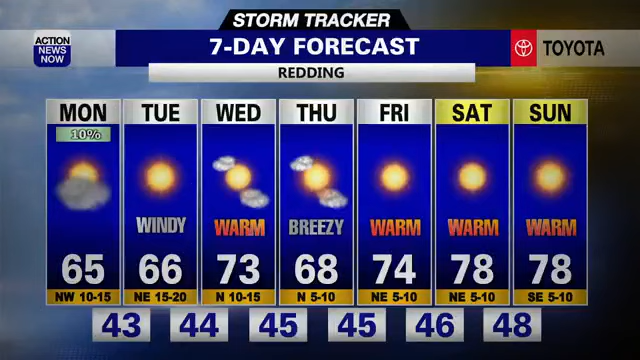 STORM TRACKER
ACTION
NEWS
NOW
7-DAY FORECAST
TOYOTA
REDDING
MON TUE WED THU FRI SAT SUN
10%
WINDY WARM BREEZY WARM WARM WARM
65 66 73 68 74 78 78
NW 10-15 NE 15-20 N 10-15 N 5-10 NE 5-10 NE 5-10 SE 5-10
43 44 45 45 46 48